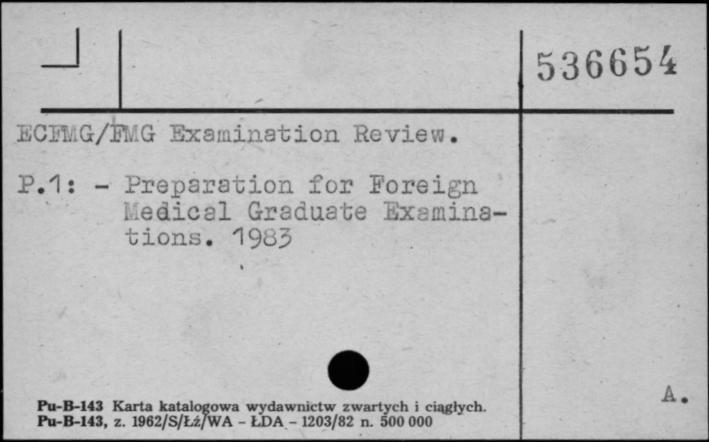 536654
ECFMG/FMG Examination Review.
P.1: - Preparation for Foreign
Medical Graduate Examina-
tions. 1983
A.
Pu-B-143 Karta katalogowa wydawnictw zwartych i ciągłych.
Pu-B-143, z. 1962/S/Łż/WA - ŁDA - 1203/82 n. 500 000